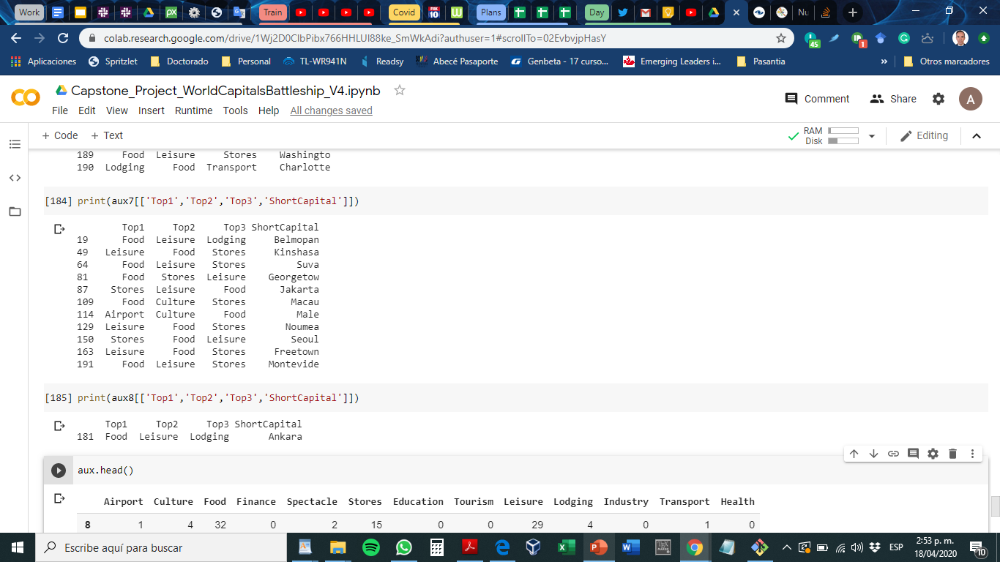 Work Train Covid FOX 10 Plans Day Nu
colab.research.google.com/drive/1Wj2D0ClbPibx766HHLUl88ke_SmWkAdi?authuser=1#scrollTo=02EvbvjpHasY 45 1
Aplicaciones Spritzlet Doctorado Personal TL-WR941N Readsy Abecé Pasaporte Genbeta - 17 curso... Emerging Leaders i... Pasantia » Otros marcadores
Capstone_Project_WorldCapitalsBattleship_V4.ipynb
Comment Share A
File Edit View Insert Runtime Tools Help All changes saved
+ Code + Text RAM Disk Editing
189 Food Leisure Stores Washingto
190 Lodging Food Transport Charlotte
[184] print(aux7[['Top1','Top2','Top3','ShortCapital']])
Top1 Top2 Top3 ShortCapital
19 Food Leisure Lodging Belmopan
49 Leisure Food Stores Kinshasa
64 Food Leisure Stores Suva
81 Food Stores Leisure Georgetow
87 Stores Leisure Food Jakarta
109 Food Culture Stores Macau
114 Airport Culture Food Male
129 Leisure Food Stores Noumea
150 Stores Food Leisure Seoul
163 Leisure Food Stores Freetown
191 Food Leisure Stores Montevide
[185] print(aux8[['Top1','Top2','Top3','ShortCapital']])
Top1 Top2 Top3 ShortCapital
181 Food Leisure Lodging Ankara
aux.head()
Airport Culture Food Finance Spectacle Stores Education Tourism Leisure Lodging Industry Transport Health
8 1 4 32 0 2 15 0 0 29 4 0 1 0
Escribe aquí para buscar
ESP
2:53 p. m.
18/04/2020
10